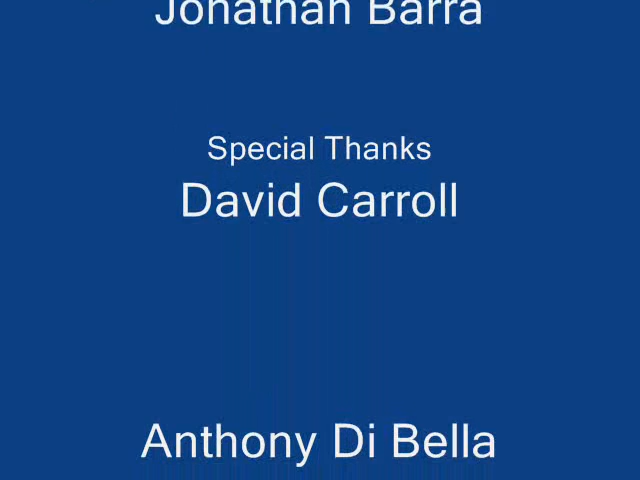 Jonathan Barra
Special Thanks
David Carroll
Anthony Di Bella